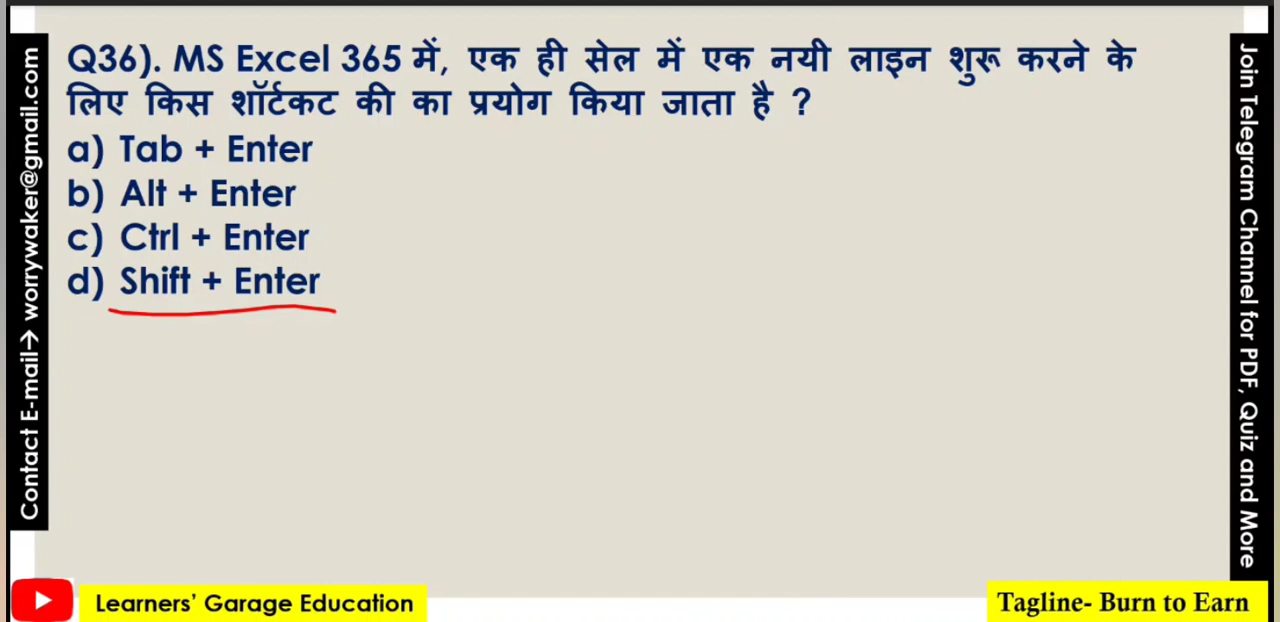 Q36). MS Excel 365 में, एक ही सेल में एक नयी लाइन शुरू करने के
लिए किस शॉर्टकट की का प्रयोग किया जाता है ?
a) Tab + Enter
b) Alt + Enter
c) Ctrl + Enter
d) Shift + Enter
Contact E-mail→ worrywaker@gmail.com
Join Telegram Channel for PDF, Quiz and More
Learners’ Garage Education
Tagline- Burn to Earn